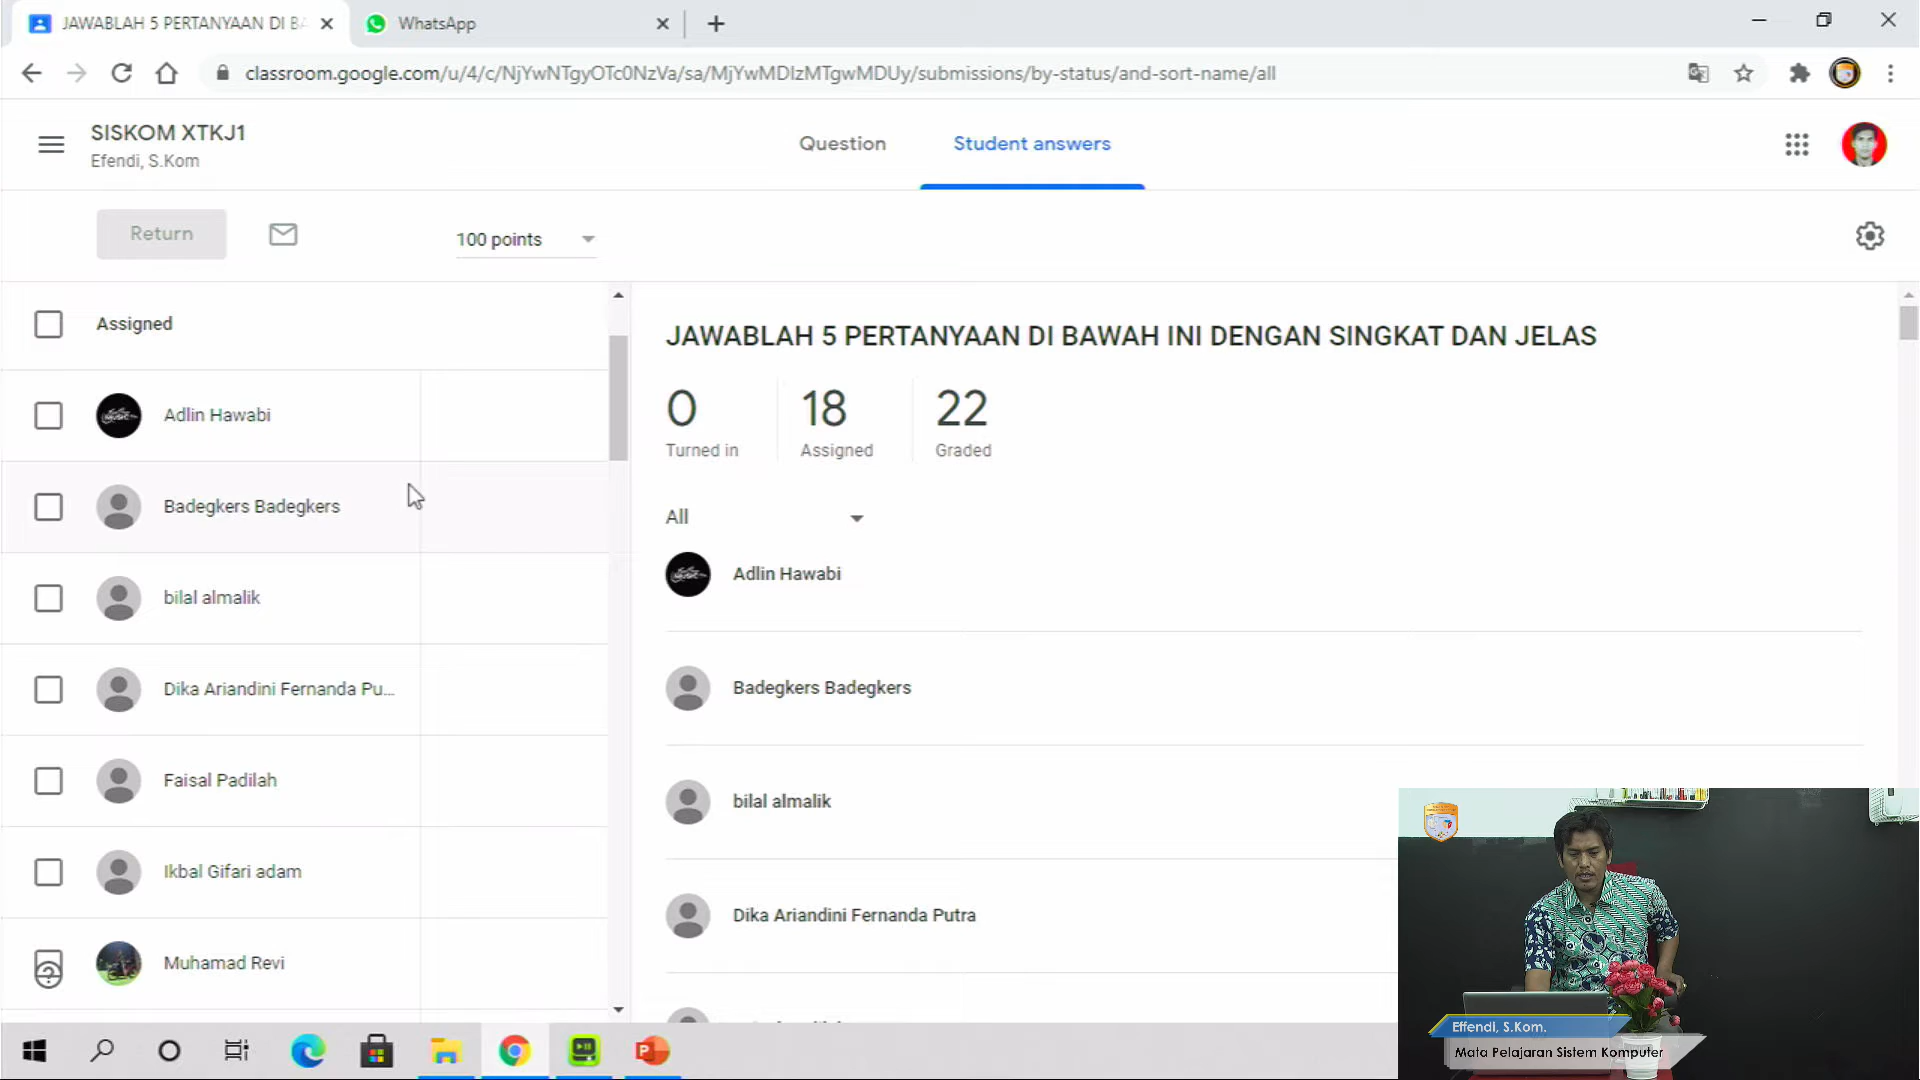 JAWABLAH 5 PERTANYAAN DI BA
WhatsApp
classroom.google.com/u/4/c/NjYwNTgyOTc0NzVa/sa/MjYwMDIzMTgwMDUy/submissions/by-status/and-sort-name/all
SISKOM XTKJ1
Efendi, S.Kom
Question
Student answers
Return
100 points
Assigned
Adlin Hawabi
Badegkers Badegkers
bilal almalik
Dika Ariandini Fernanda Pu...
Faisal Padilah
Ikbal Gifari adam
Muhamad Revi
JAWABLAH 5 PERTANYAAN DI BAWAH INI DENGAN SINGKAT DAN JELAS
0
Turned in
18
Assigned
22
Graded
All
Adlin Hawabi
Badegkers Badegkers
bilal almalik
Dika Ariandini Fernanda Putra
Effendi, S.Kom.
Mata Pelajaran Sistem Komputer